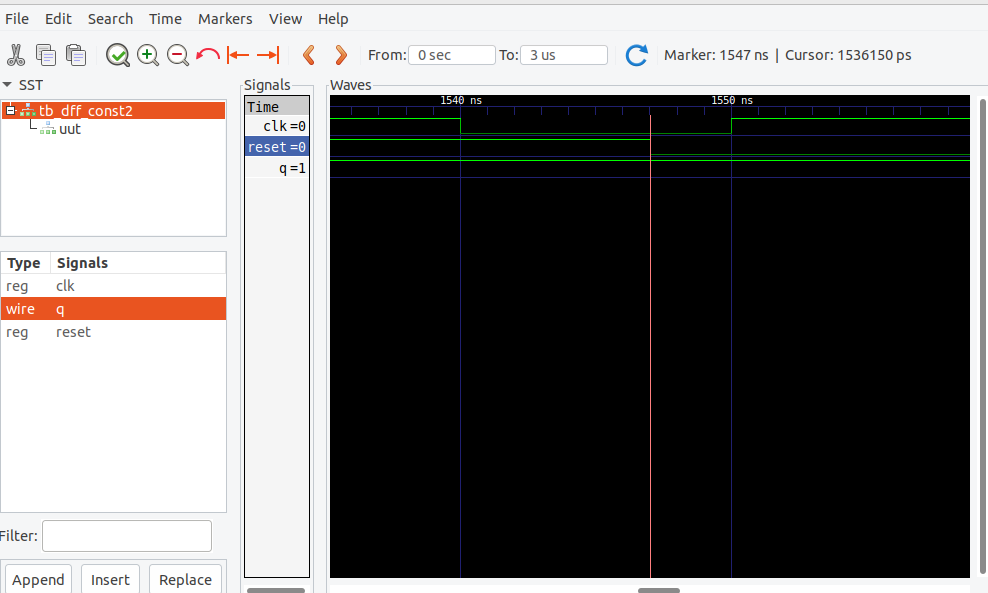 File Edit Search Time Markers View Help
From: 0 sec To: 3 us Marker: 1547 ns | Cursor: 1536150 ps
SST
tb_dff_const2
uut
Type Signals
reg clk
wire q
reg reset
Filter:
Append Insert Replace
Signals
Time
clk=0
reset=0
q=1
Waves
1540 ns 1550 ns